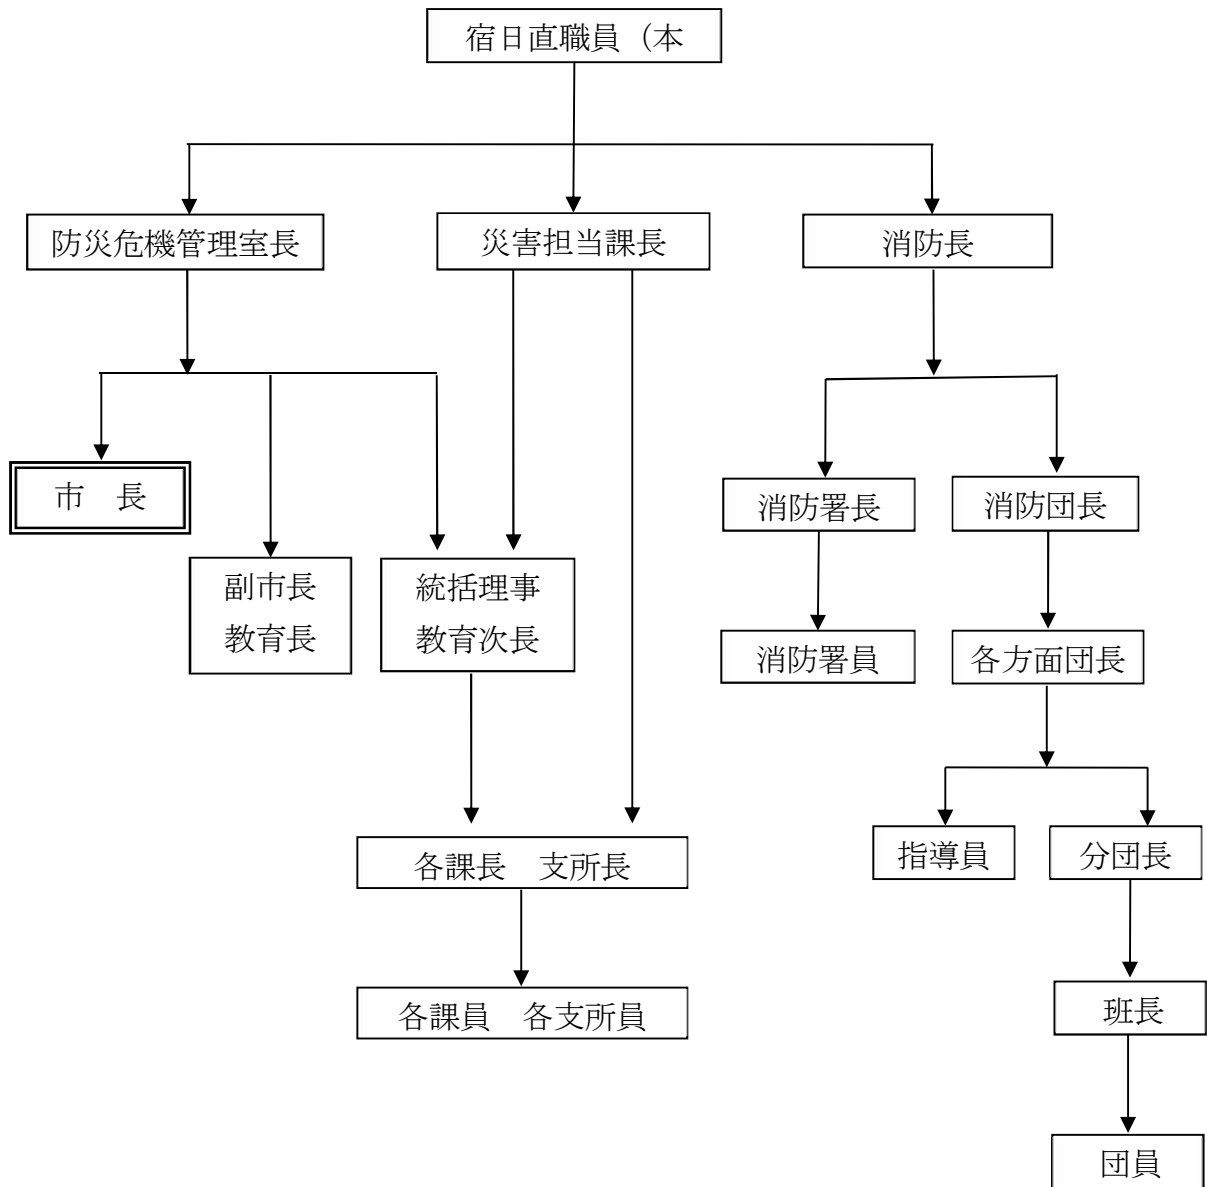 宿日直職員（本
防災危機管理室長
災害担当課長
消防長
市　長
消防署長
消防団長
副市長
教育長
統括理事
教育次長
消防署員
各方面団長
各課長　支所長
指導員
分団長
各課員　各支所員
班長
団員